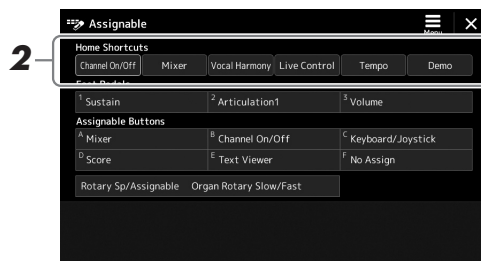 Assignable
Menu
2
Home Shortcuts
Channel On/Off Mixer Vocal Harmony Live Control Tempo Demo
Foot Pedals
1 Sustain 2 Articulation1 3 Volume
Assignable Buttons
A Mixer B Channel On/Off C Keyboard/Joystick
D Score E Text Viewer F No Assign
Rotary Sp/Assignable Organ Rotary Slow/Fast